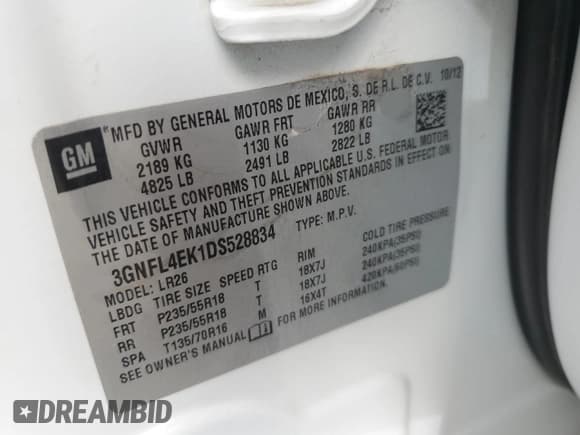 GM
*MFD BY GENERAL MOTORS DE MEXICO, S. DE R.L. DE C.V. 10/12
GVWR GAWR FRT GAWR RR
2189 KG 1130 KG 1280 KG
4825 LB 2491 LB 2822 LB
THIS VEHICLE CONFORMS TO ALL APPLICABLE U.S. FEDERAL MOTOR
VEHICLE SAFETY AND THEFT PREVENTION STANDARDS IN EFFECT ON
THE DATE OF MANUFACTURE SHOWN ABOVE.
3GNFL4EK1DS528834 TYPE: M.P.V.
MODEL: LR26
LBDG TIRE SIZE SPEED RTG RIM COLD TIRE PRESSURE
FRT P235/55R18 T 18X7J 240KPA(35PSI)
RR P235/55R18 T 18X7J 240KPA(35PSI)
SPA T135/70R16 M 16X4T 420KPA(60PSI)
SEE OWNER'S MANUAL FOR MORE INFORMATION.
DREAMBID